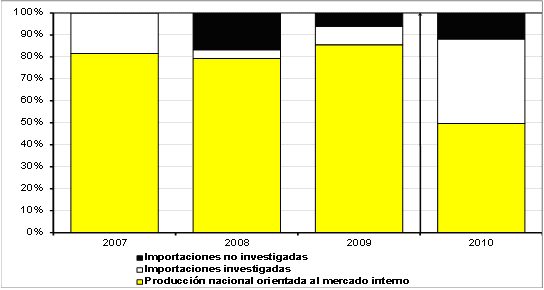 100%
90%
80%
70%
60%
50%
40%
30%
20%
10%
0%
2007 2008 2009 2010
Importaciones no investigadas
Importaciones investigadas
Producción nacional orientada al mercado interno